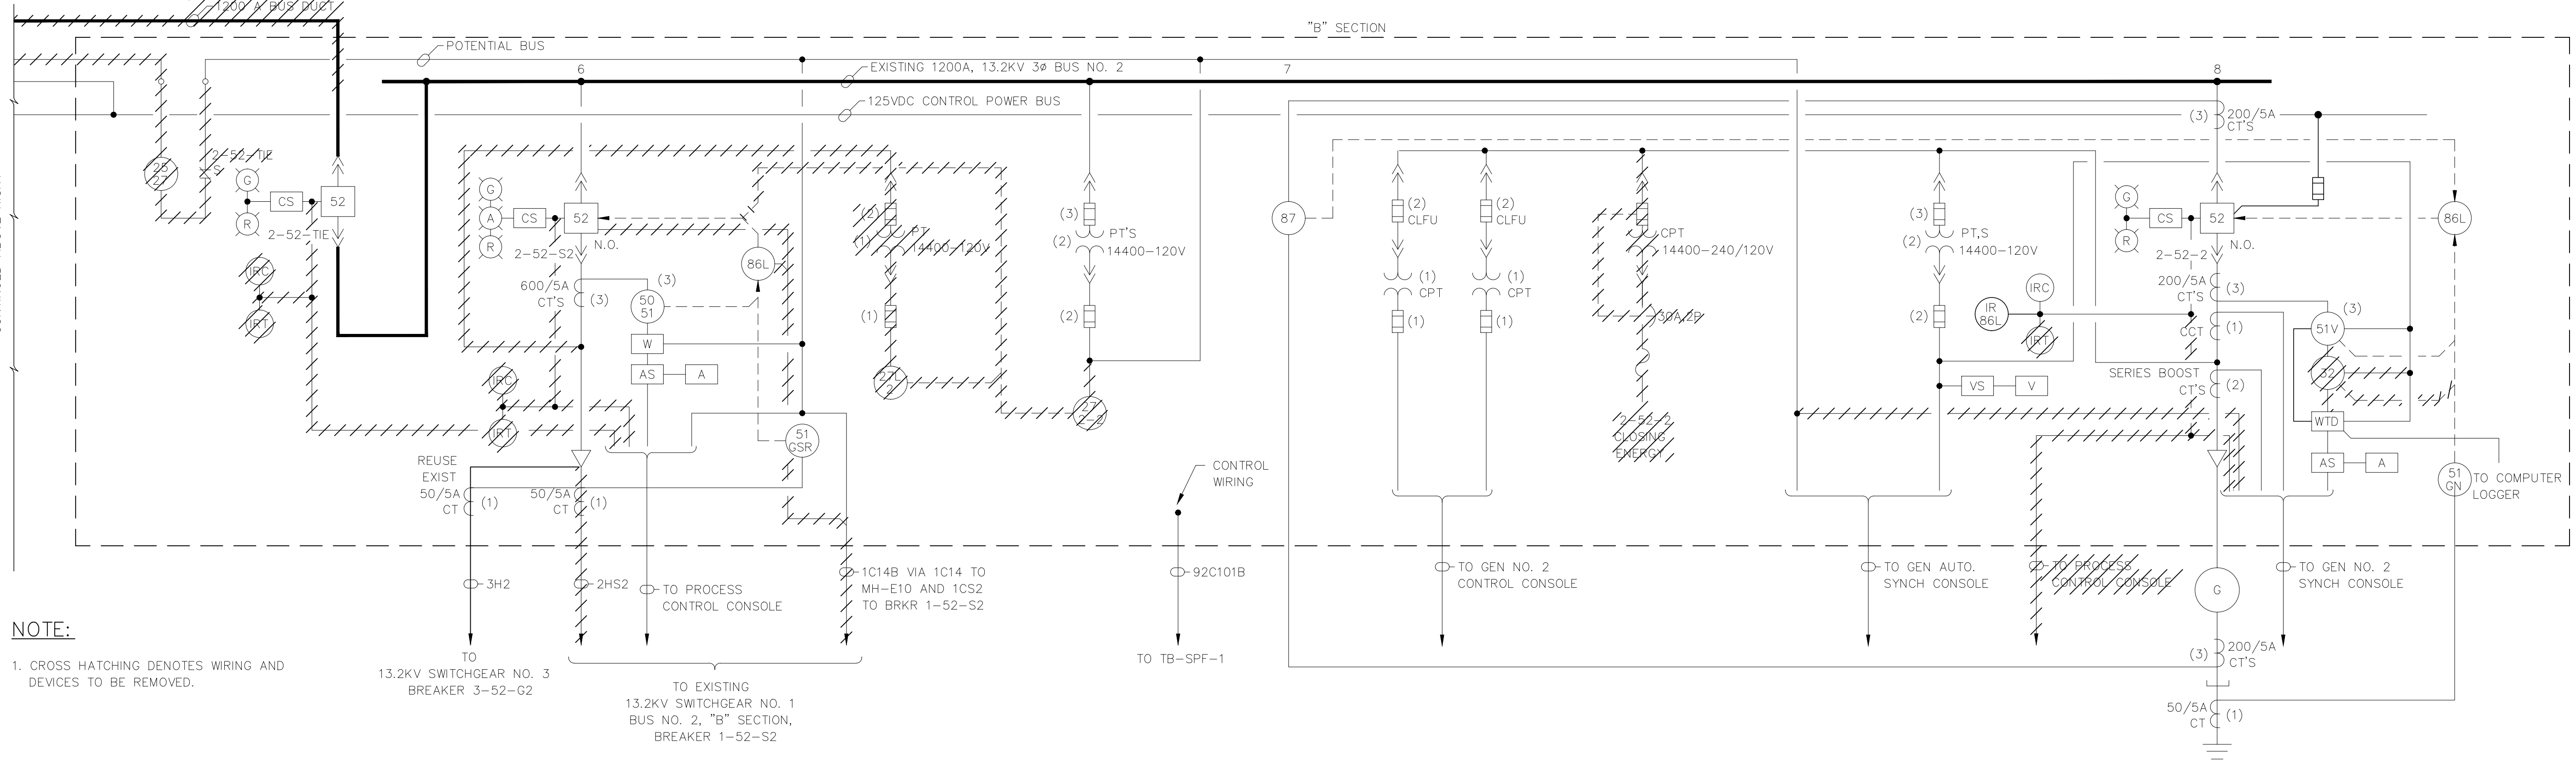 1200 A BUS DUCT
"B" SECTION
POTENTIAL BUS
EXISTING 1200A, 13.2KV 3ø BUS NO. 2
125VDC CONTROL POWER BUS
6
7
8
25
27
2-52-TIE
S
G
R
CS
52
2-52-TIE
IRC
IRT
G
A
R
CS
52
N.O.
2-52-S2
600/5A
CT'S
(3)
(3)
50
51
W
AS
A
86L
IRC
IRT
51
GSR
(2)
(1)
PT
14400-120V
(1)
27L
2
(3)
(2)
PT'S
14400-120V
(2)
27
2-2
87
(2)
CLFU
(2)
CLFU
(1)
CPT
(1)
CPT
(1)
(1)
CPT
14400-240/120V
30A,2P
2-52-2
CLOSING
ENERGY
(3)
(2)
PT,S
14400-120V
(2)
VS
V
IR
86L
IRC
IRT
(3)
200/5A
CT'S
G
R
CS
52
N.O.
2-52-2
200/5A
CT'S
(3)
CCT
(1)
SERIES BOOST
CT'S
(2)
86L
(3)
51V
32
WTD
AS
A
51
GN
TO COMPUTER
LOGGER
REUSE
EXIST
50/5A
CT
(1)
50/5A
CT
(1)
CONTROL
WIRING
3H2
2HS2
TO PROCESS
CONTROL CONSOLE
1C14B VIA 1C14 TO
MH-E10 AND 1CS2
TO BRKR 1-52-S2
92C101B
TO GEN NO. 2
CONTROL CONSOLE
TO GEN AUTO.
SYNCH CONSOLE
TO PROCESS
CONTROL CONSOLE
G
TO GEN NO. 2
SYNCH CONSOLE
NOTE:
1. CROSS HATCHING DENOTES WIRING AND
DEVICES TO BE REMOVED.
TO
13.2KV SWITCHGEAR NO. 3
BREAKER 3-52-G2
TO EXISTING
13.2KV SWITCHGEAR NO. 1
BUS NO. 2, "B" SECTION,
BREAKER 1-52-S2
TO TB-SPF-1
(3)
200/5A
CT'S
50/5A
CT
(1)